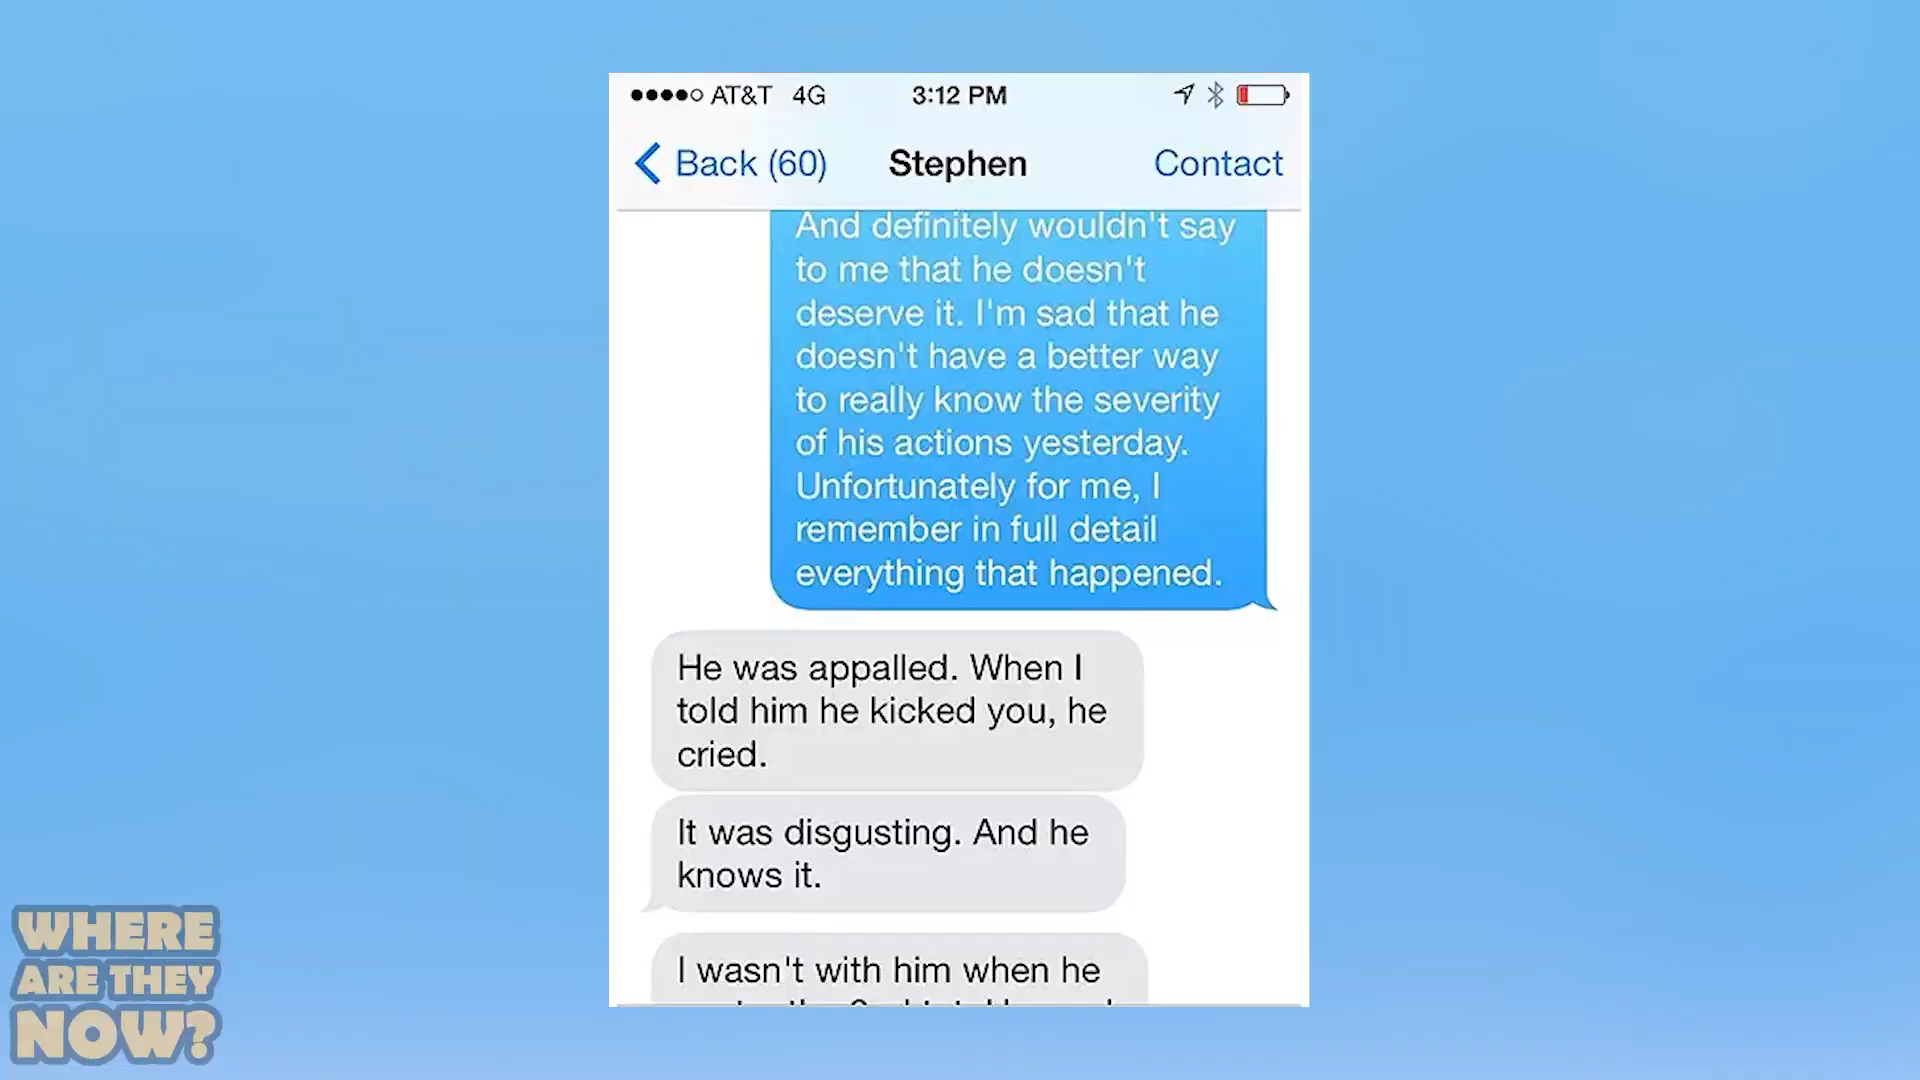 AT&T 4G 3:12 PM
Back (60) Stephen Contact
And definitely wouldn't say
to me that he doesn't
deserve it. I'm sad that he
doesn't have a better way
to really know the severity
of his actions yesterday.
Unfortunately for me, I
remember in full detail
everything that happened.
He was appalled. When I
told him he kicked you, he
cried.
It was disgusting. And he
knows it.
I wasn't with him when he
WHERE
ARE THEY
NOW?